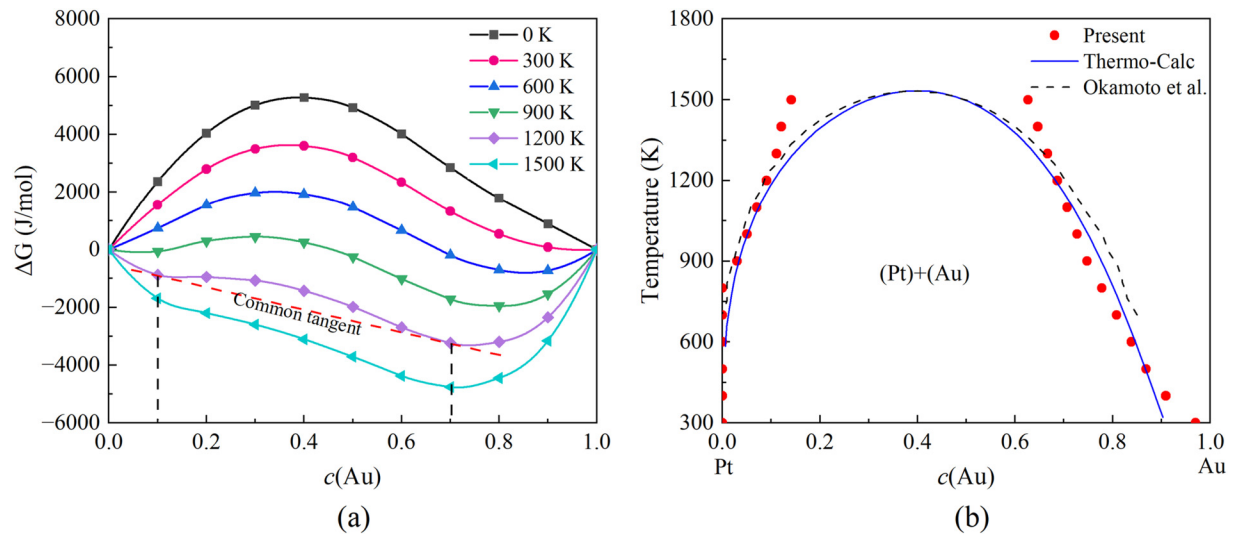 8000
6000
4000
2000
0
−2000
−4000
−6000
ΔG (J/mol)
0 K
300 K
600 K
900 K
1200 K
1500 K
Common tangent
0.0 0.2 0.4 0.6 0.8 1.0
c(Au)
(a)
1800
1500
1200
900
600
300
Temperature (K)
Present
Thermo-Calc
Okamoto et al.
(Pt)+(Au)
0.0 0.2 0.4 0.6 0.8 1.0
Pt Au
c(Au)
(b)